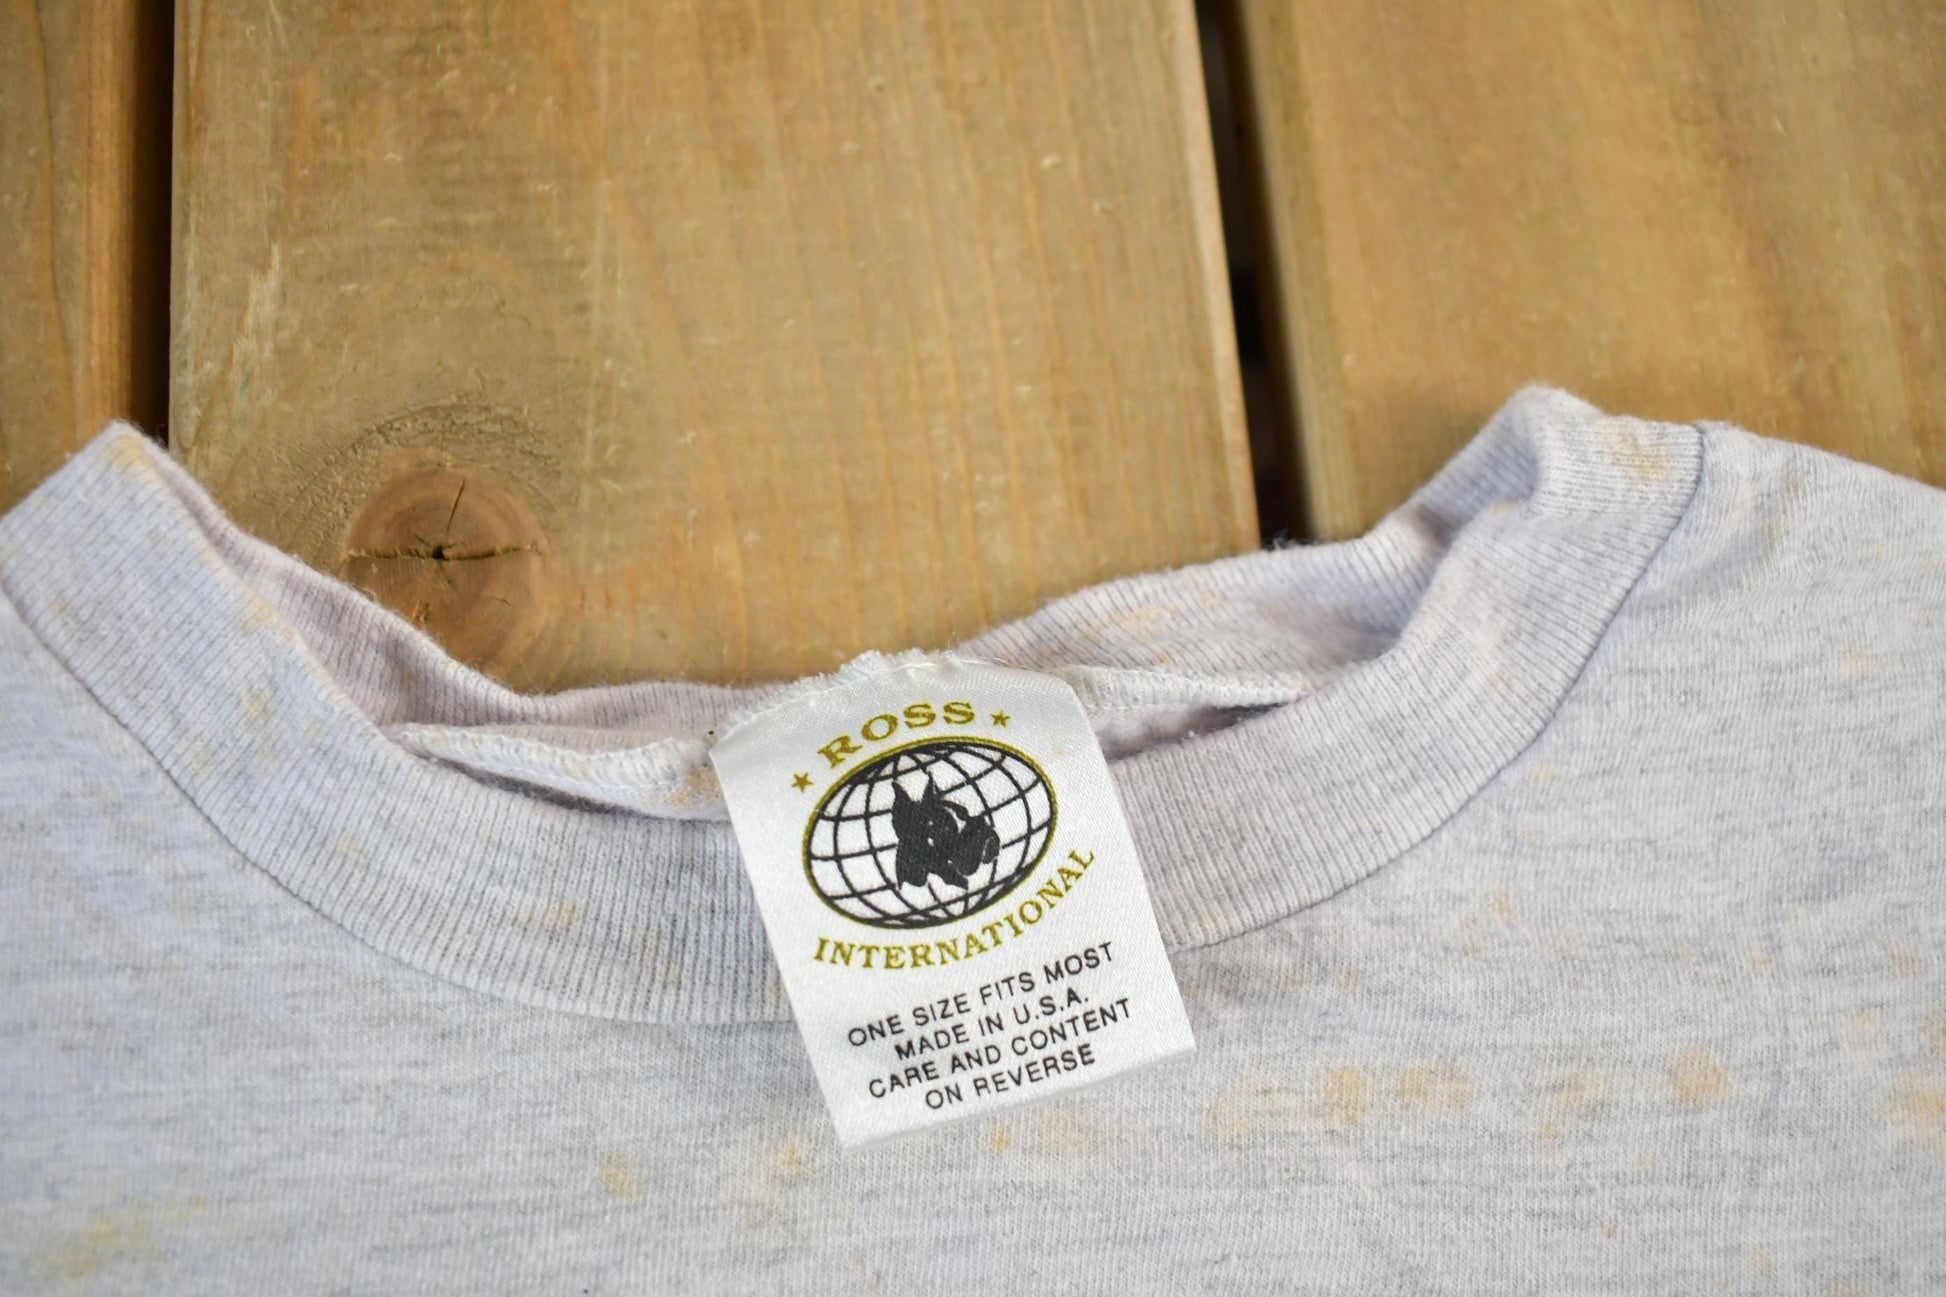 ROSS
INTERNATIONAL
ONE SIZE FITS MOST
MADE IN U.S.A.
CARE AND CONTENT
ON REVERSE